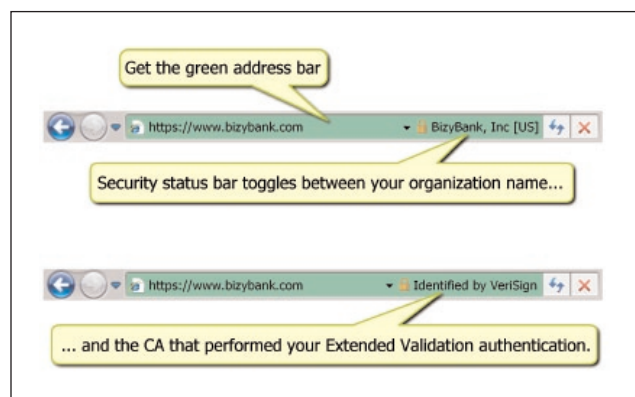 Get the green address bar
https://www.bizybank.com BizyBank, Inc [US]
Security status bar toggles between your organization name...
https://www.bizybank.com Identified by VeriSign
... and the CA that performed your Extended Validation authentication.